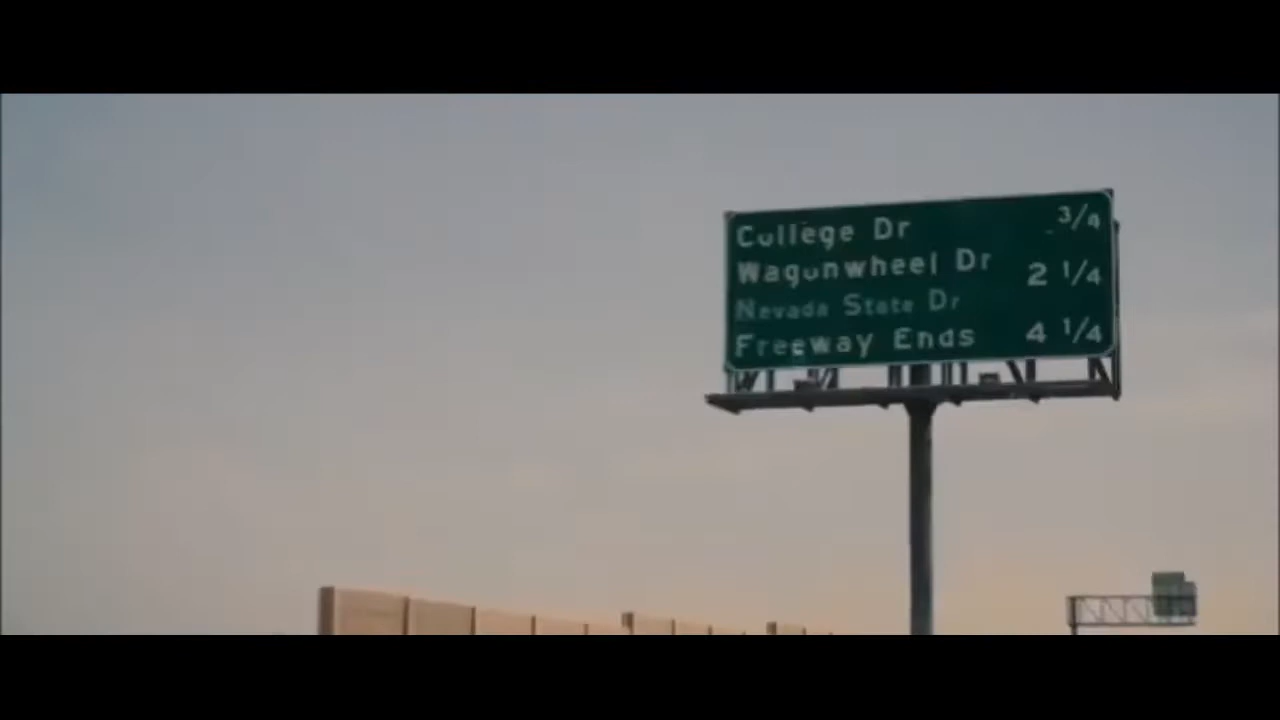 College Dr 3/4
Wagonwheel Dr 2 1/4
Nevada State Dr
Freeway Ends 4 1/4